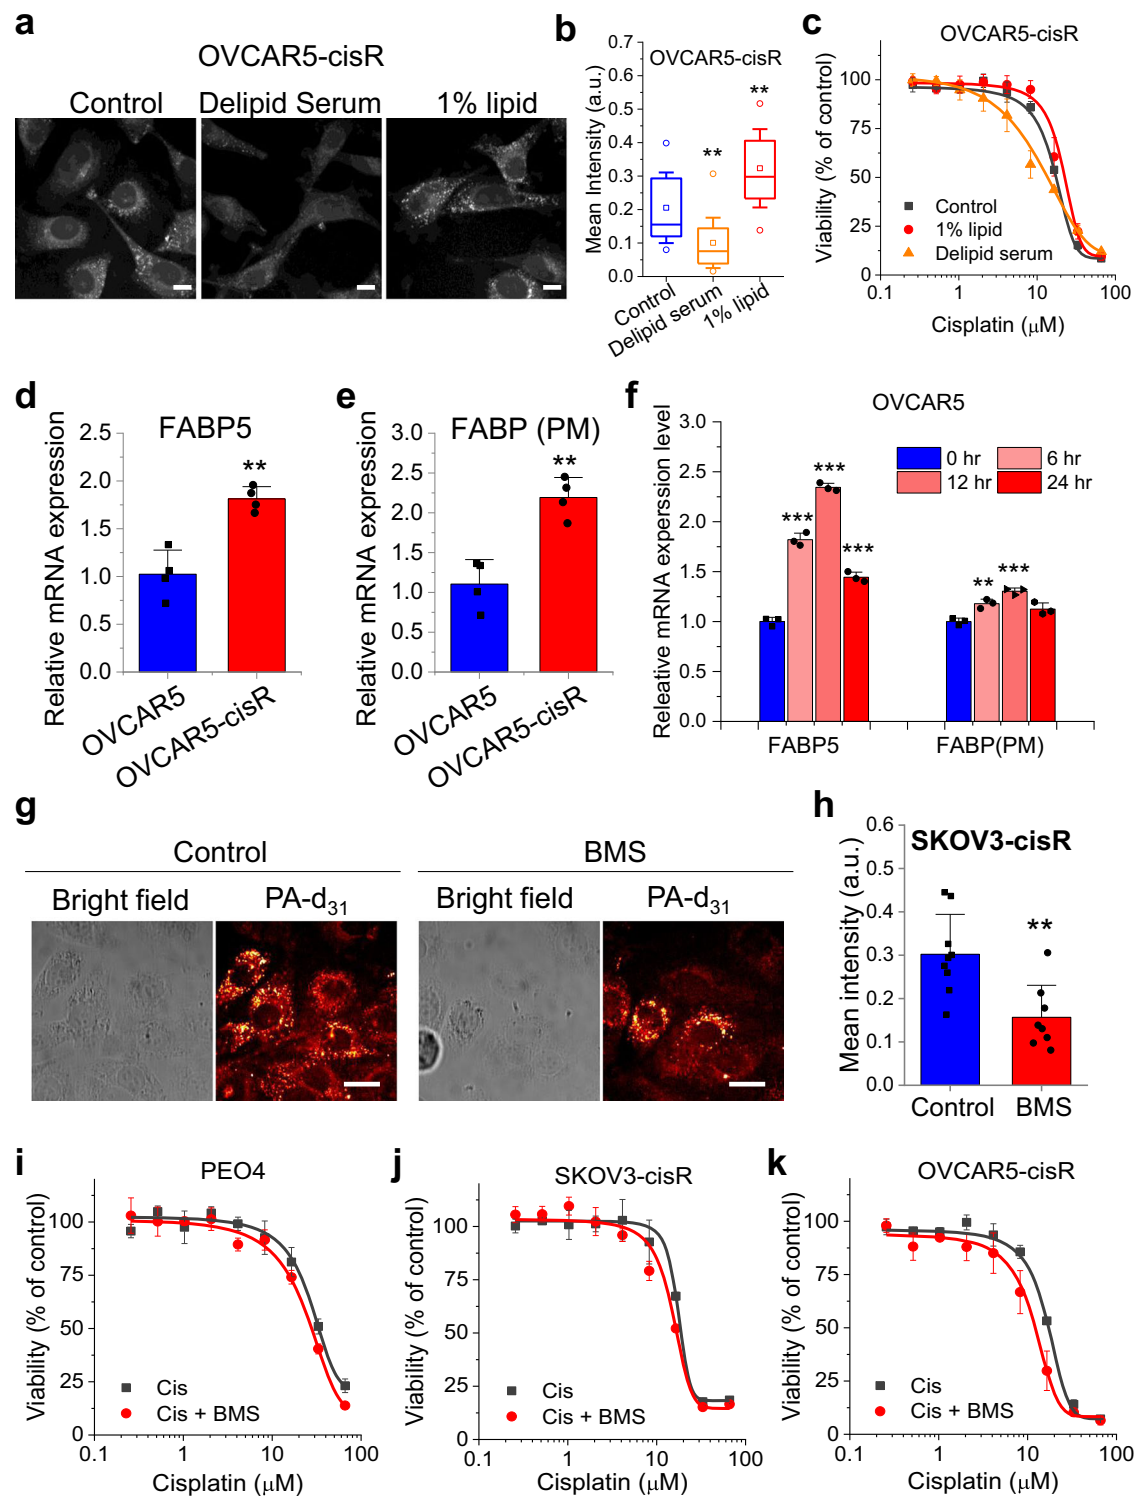 a
OVCAR5-cisR
Control Delipid Serum 1% lipid
b
OVCAR5-cisR
Mean Intensity (a.u.)
0.7
0.6
0.5
0.4
0.3
0.2
0.1
0.0
**
**
Control
Delipid serum
1% lipid
c
OVCAR5-cisR
Viability (% of control)
100
75
50
25
0
Control
1% lipid
Delipid serum
0.1 1 10 100
Cisplatin (μM)
d
FABP5
Relative mRNA expression
2.5
2.0
1.5
1.0
0.5
0.0
**
OVCAR5
OVCAR5-cisR
e
FABP (PM)
Relative mRNA expression
3.0
2.5
2.0
1.5
1.0
0.5
0.0
**
OVCAR5
OVCAR5-cisR
f
OVCAR5
Releative mRNA experssion level
3.0
2.5
2.0
1.5
1.0
0.5
0.0
0 hr 6 hr
12 hr 24 hr
***
***
***
**
***
FABP5 FABP(PM)
g
Control BMS
Bright field PA-d31 Bright field PA-d31
h
SKOV3-cisR
Mean intensity (a.u.)
0.6
0.5
0.4
0.3
0.2
0.1
0.0
**
Control BMS
i
PEO4
Viability (% of control)
100
75
50
25
0
Cis
Cis + BMS
0.1 1 10 100
Cisplatin (μM)
j
SKOV3-cisR
Viability (% of control)
100
75
50
25
0
Cis
Cis + BMS
0.1 1 10 100
Cisplatin (μM)
k
OVCAR5-cisR
Viability (% of control)
100
75
50
25
0
Cis
Cis + BMS
0.1 1 10 100
Cisplatin (μM)